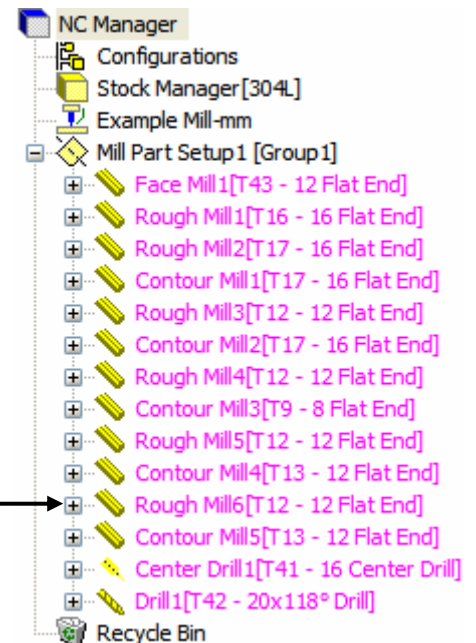 NC Manager
Configurations
Stock Manager[304L]
Example Mill-mm
Mill Part Setup1 [Group1]
Face Mill1[T43 - 12 Flat End]
Rough Mill1[T16 - 16 Flat End]
Rough Mill2[T17 - 16 Flat End]
Contour Mill1[T17 - 16 Flat End]
Rough Mill3[T12 - 12 Flat End]
Contour Mill2[T17 - 16 Flat End]
Rough Mill4[T12 - 12 Flat End]
Contour Mill3[T9 - 8 Flat End]
Rough Mill5[T12 - 12 Flat End]
Contour Mill4[T13 - 12 Flat End]
Rough Mill6[T12 - 12 Flat End]
Contour Mill5[T13 - 12 Flat End]
Center Drill1[T41 - 16 Center Drill]
Drill1[T42 - 20x118° Drill]
Recycle Bin